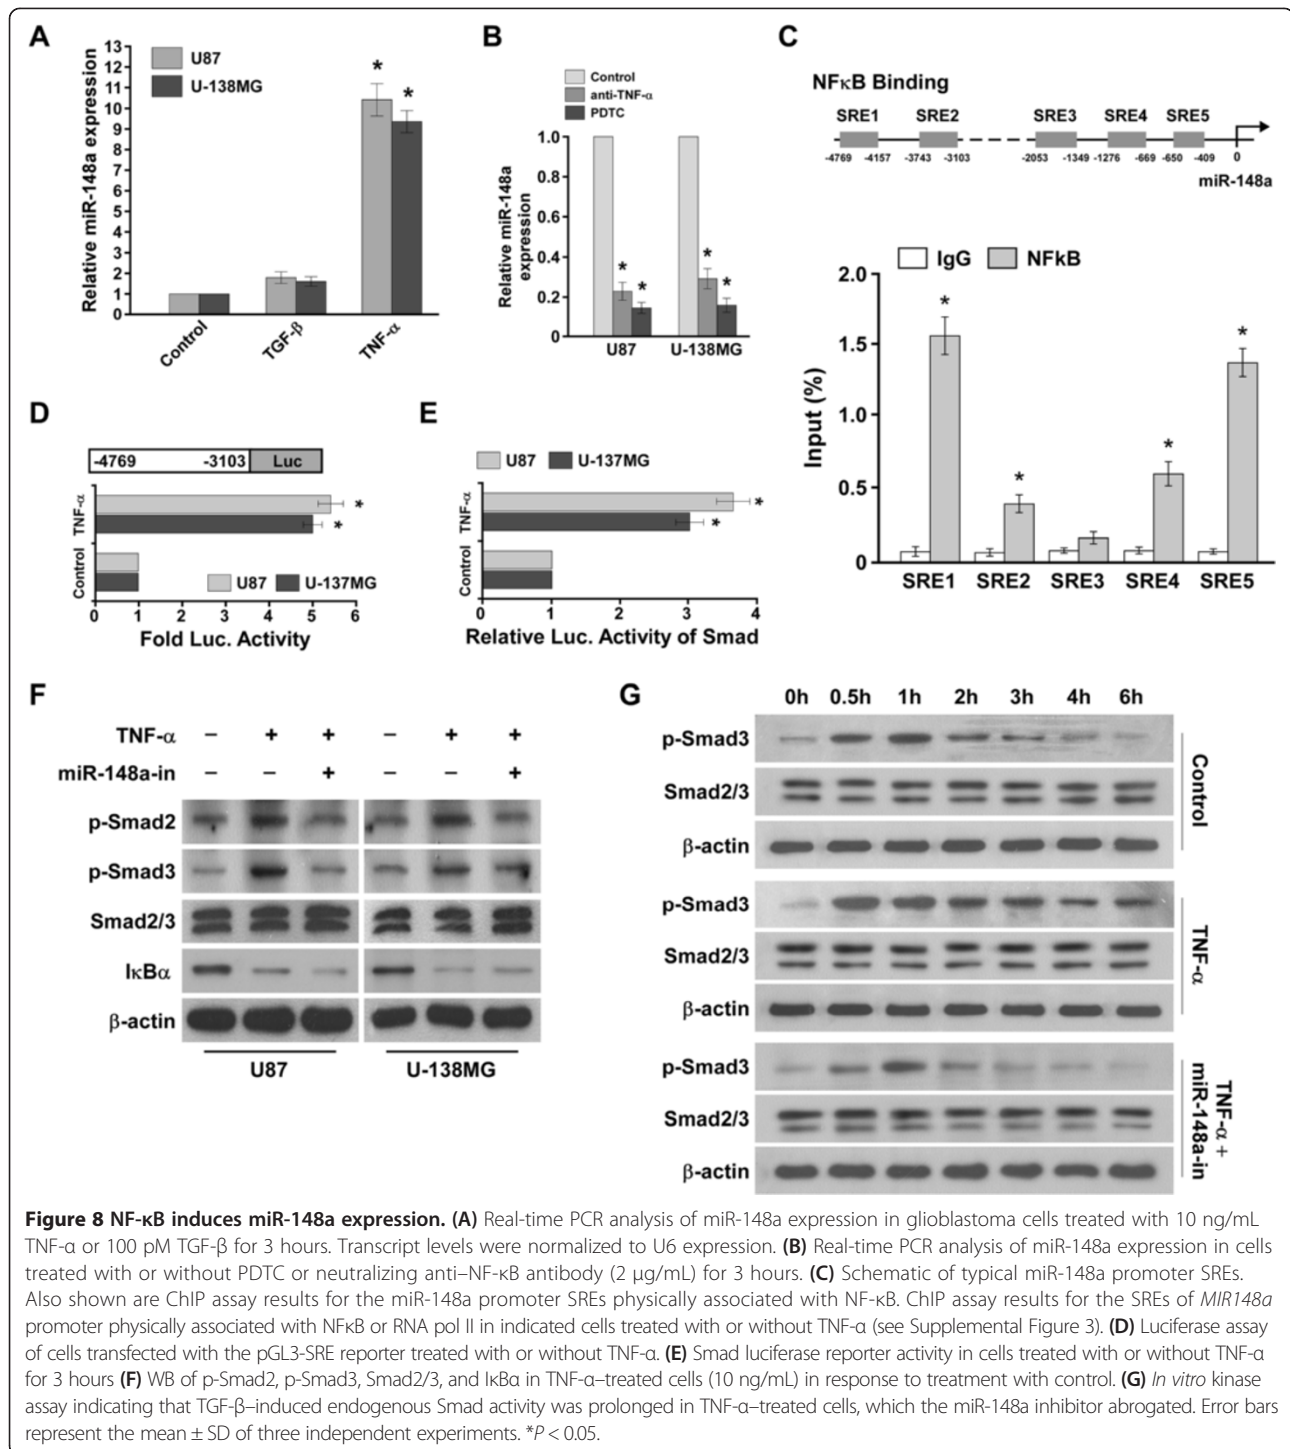 A
Relative miR-148a expression
13
12
11
10
9
8
7
6
5
4
3
2
1
0
U87
U-138MG
*
*
Control
TGF-β
TNF-α
B
Control
anti-TNF-α
PDTC
Relative miR-148a
expression
1.0
0.8
0.6
0.4
0.2
0
* * * *
U87 U-138MG
C
NFκB Binding
SRE1 SRE2 SRE3 SRE4 SRE5
-4769 -4157 -3743 -3103 -2053 -1349 -1276 -669 -650 -409 0
miR-148a
IgG NFkB
Input (%)
2.0
1.5
1.0
0.5
0
* * * *
SRE1 SRE2 SRE3 SRE4 SRE5
D
-4769 -3103 Luc
TNF-α
*
*
Control
U87 U-137MG
0 1 2 3 4 5 6
Fold Luc. Activity
E
U87 U-137MG
TNF-α
*
*
Control
0 1 2 3 4
Relative Luc. Activity of Smad
F
TNF-α – + + – + +
miR-148a-in – – + – – +
p-Smad2
p-Smad3
Smad2/3
IκBα
β-actin
U87 U-138MG
G
0h 0.5h 1h 2h 3h 4h 6h
p-Smad3
Smad2/3
β-actin
Control
p-Smad3
Smad2/3
β-actin
TNF-α
p-Smad3
Smad2/3
β-actin
TNF-α +
miR-148a-in
Figure 8 NF-κB induces miR-148a expression. (A) Real-time PCR analysis of miR-148a expression in glioblastoma cells treated with 10 ng/mL
TNF-α or 100 pM TGF-β for 3 hours. Transcript levels were normalized to U6 expression. (B) Real-time PCR analysis of miR-148a expression in cells
treated with or without PDTC or neutralizing anti–NF-κB antibody (2 μg/mL) for 3 hours. (C) Schematic of typical miR-148a promoter SREs.
Also shown are ChIP assay results for the miR-148a promoter SREs physically associated with NF-κB. ChIP assay results for the SREs of MIR148a
promoter physically associated with NFκB or RNA pol II in indicated cells treated with or without TNF-α (see Supplemental Figure 3). (D) Luciferase assay
of cells transfected with the pGL3-SRE reporter treated with or without TNF-α. (E) Smad luciferase reporter activity in cells treated with or without TNF-α
for 3 hours (F) WB of p-Smad2, p-Smad3, Smad2/3, and IκBα in TNF-α–treated cells (10 ng/mL) in response to treatment with control. (G) In vitro kinase
assay indicating that TGF-β–induced endogenous Smad activity was prolonged in TNF-α–treated cells, which the miR-148a inhibitor abrogated. Error bars
represent the mean ± SD of three independent experiments. *P < 0.05.